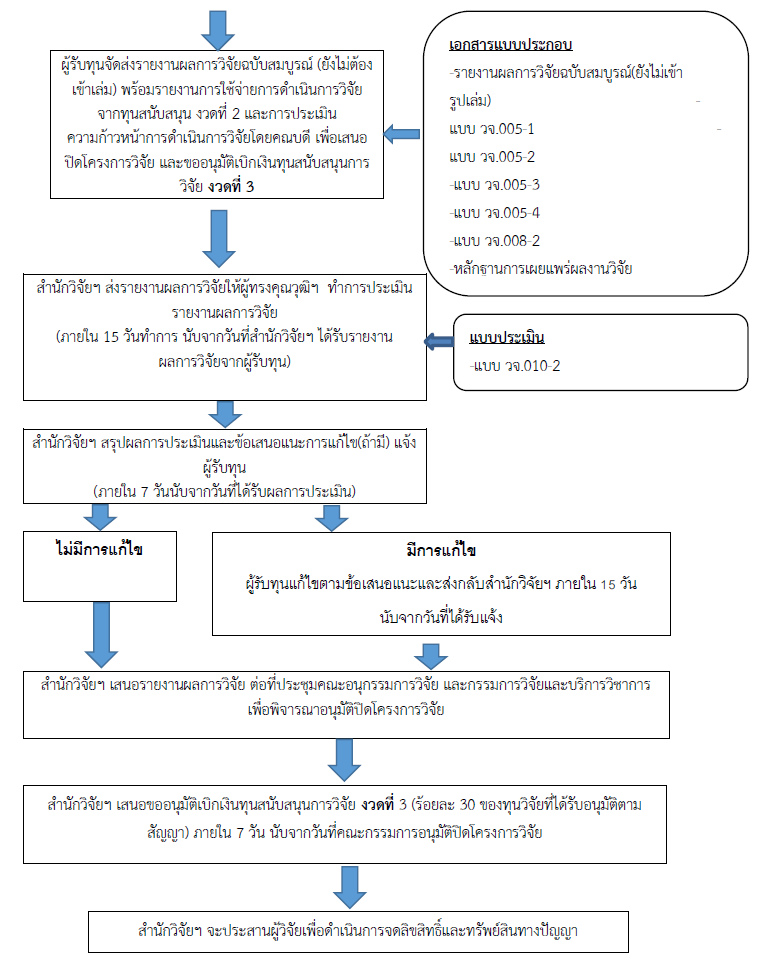 ผู้รับทุนจัดส่งรายงานผลการวิจัยฉบับสมบูรณ์ (ยังไม่ต้อง
เข้าเล่ม) พร้อมรายงานการใช้จ่ายการดำเนินการวิจัย
จากทุนสนับสนุน งวดที่ 2 และการประเมิน
ความก้าวหน้าการดำเนินการวิจัยโดยคณบดี เพื่อเสนอ
ปิดโครงการวิจัย และขออนุมัติเบิกเงินทุนสนับสนุนการ
วิจัย งวดที่ 3
เอกสารแบบประกอบ
-รายงานผลการวิจัยฉบับสมบูรณ์(ยังไม่เข้า
รูปเล่ม) -
แบบ วจ.005-1 -
แบบ วจ.005-2
-แบบ วจ.005-3
-แบบ วจ.005-4
-แบบ วจ.008-2
-หลักฐานการเผยแพร่ผลงานวิจัย
สำนักวิจัยฯ ส่งรายงานผลการวิจัยให้ผู้ทรงคุณวุฒิฯ ทำการประเมิน
รายงานผลการวิจัย
(ภายใน 15 วันทำการ นับจากวันที่สำนักวิจัยฯ ได้รับรายงาน
ผลการวิจัยจากผู้รับทุน)
แบบประเมิน
-แบบ วจ.010-2
สำนักวิจัยฯ สรุปผลการประเมินและข้อเสนอแนะการแก้ไข(ถ้ามี) แจ้ง
ผู้รับทุน
(ภายใน 7 วันนับจากวันที่ได้รับผลการประเมิน)
ไม่มีการแก้ไข
มีการแก้ไข
ผู้รับทุนแก้ไขตามข้อเสนอแนะและส่งกลับสำนักวิจัยฯ ภายใน 15 วัน
นับจากวันที่ได้รับแจ้ง
สำนักวิจัยฯ เสนอรายงานผลการวิจัย ต่อที่ประชุมคณะอนุกรรมการวิจัย และกรรมการวิจัยและบริการวิชาการ
เพื่อพิจารณาอนุมัติปิดโครงการวิจัย
สำนักวิจัยฯ เสนอขออนุมัติเบิกเงินทุนสนับสนุนการวิจัย งวดที่ 3 (ร้อยละ 30 ของทุนวิจัยที่ได้รับอนุมัติตาม
สัญญา) ภายใน 7 วัน นับจากวันที่คณะกรรมการอนุมัติปิดโครงการวิจัย
สำนักวิจัยฯ จะประสานผู้วิจัยเพื่อดำเนินการจดลิขสิทธิ์และทรัพย์สินทางปัญญา